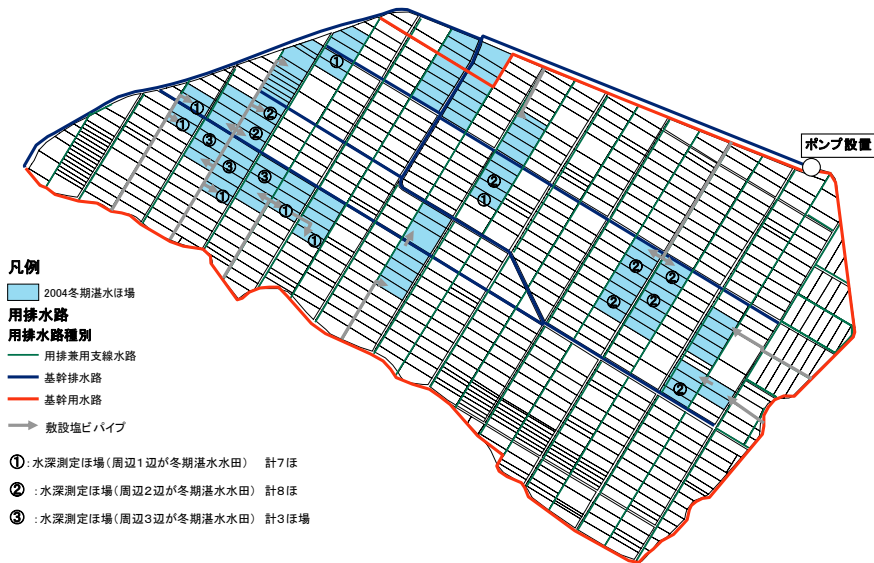 ポンプ設置
①
①
①
②
②
③
③
③
①
①
①
②
①
②
②
②
②
②
凡例
2004冬期湛水ほ場
用排水路
用排水路種別
用排兼用支線水路
基幹排水路
基幹用水路
敷設塩ビパイプ
①:水深測定ほ場(周辺1辺が冬期湛水水田) 計7ほ
②:水深測定ほ場(周辺2辺が冬期湛水水田) 計8ほ
③:水深測定ほ場(周辺3辺が冬期湛水水田) 計3ほ場